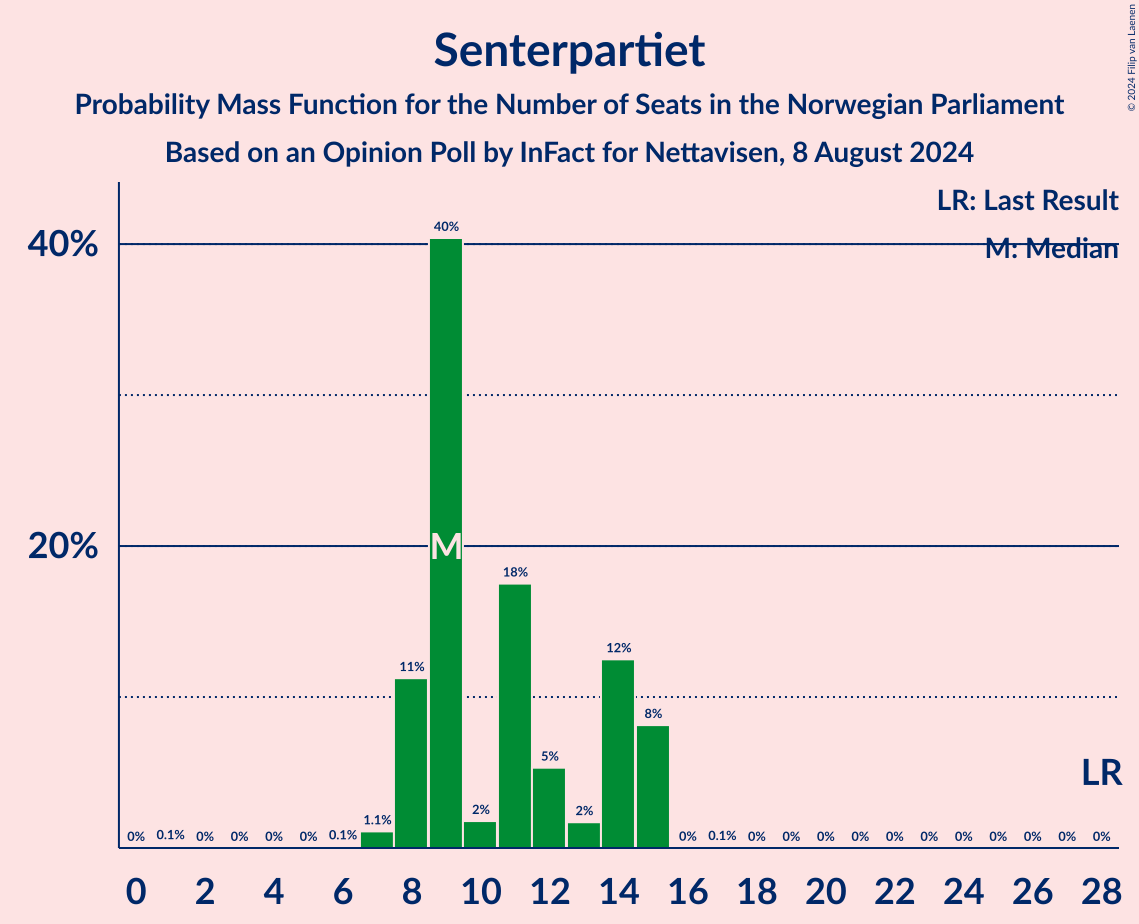 Senterpartiet
Probability Mass Function for the Number of Seats in the Norwegian Parliament
Based on an Opinion Poll by InFact for Nettavisen, 8 August 2024
© 2024 Filip van Laenen
LR: Last Result
M: Median
40%
20%
40%
M
18%
12%
11%
8%
5%
2%
2%
1.1%
LR
0% 0.1% 0% 0% 0% 0% 0.1% 0% 0.1% 0% 0% 0% 0% 0% 0% 0% 0% 0% 0% 0%
0 2 4 6 8 10 12 14 16 18 20 22 24 26 28